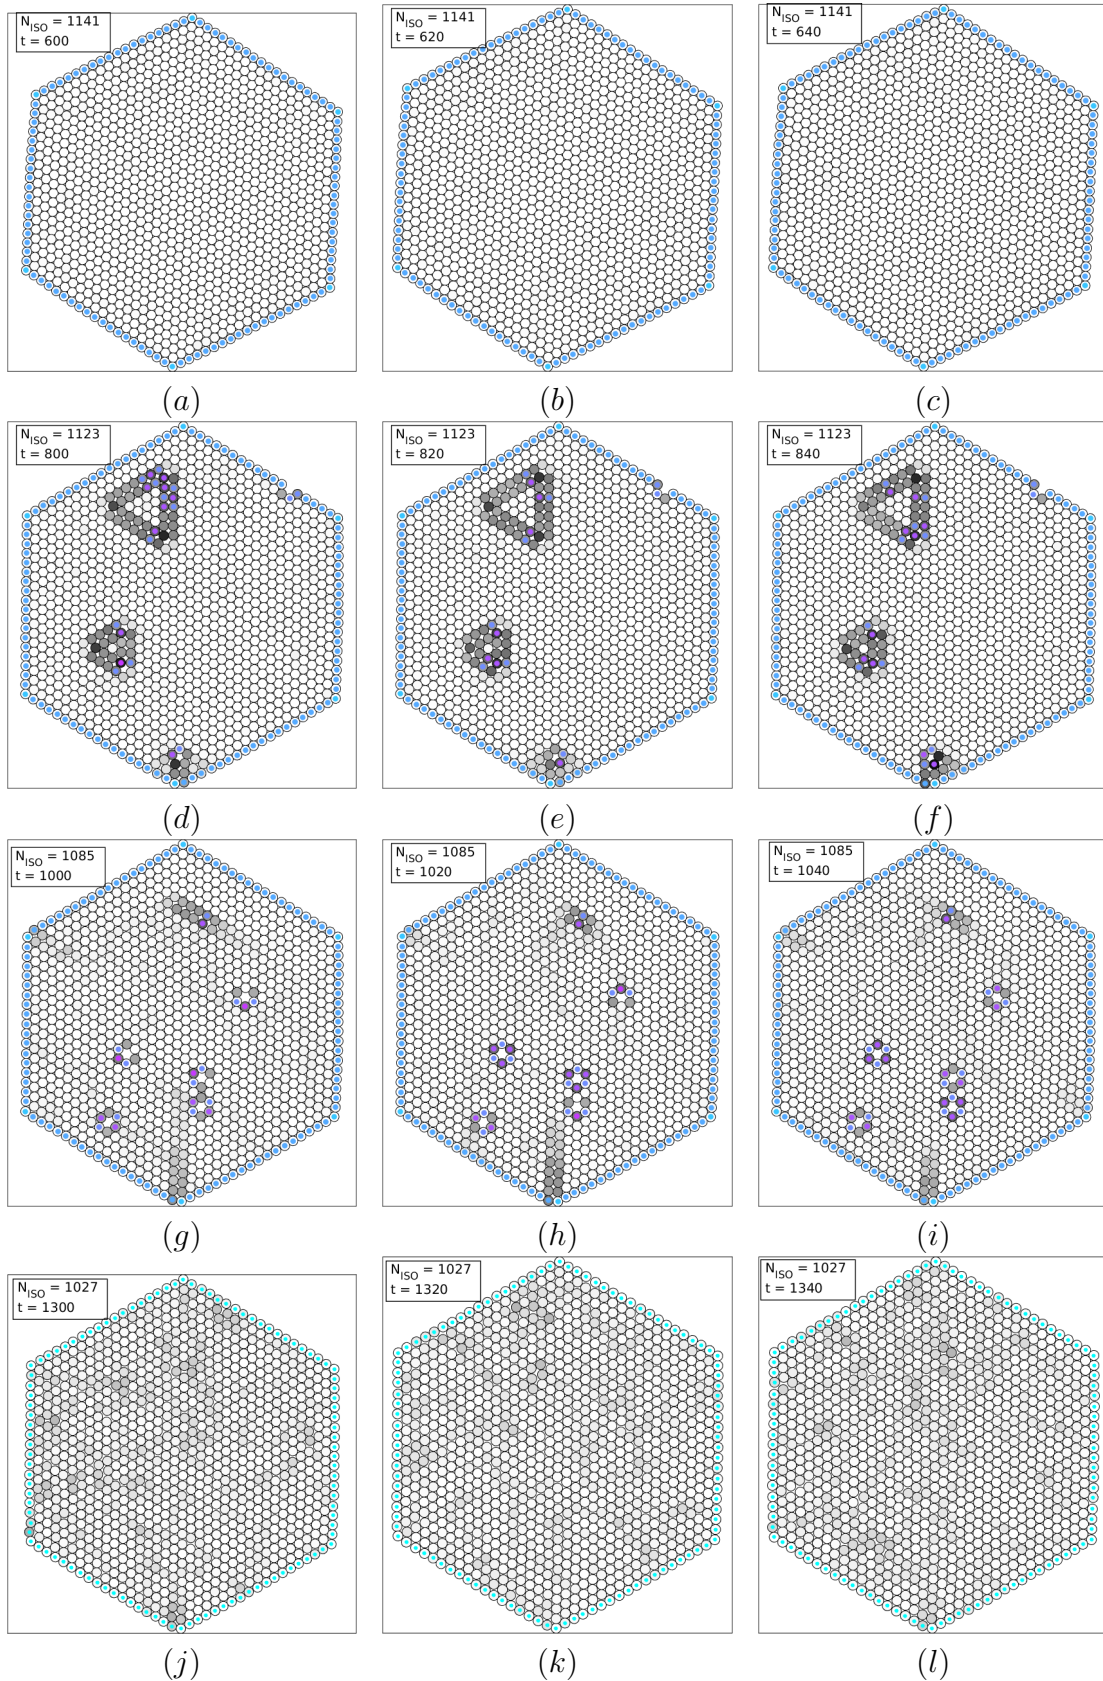 N_ISO = 1141
t = 600
N_ISO = 1141
t = 620
N_ISO = 1141
t = 640
(a)
(b)
(c)
N_ISO = 1123
t = 800
N_ISO = 1123
t = 820
N_ISO = 1123
t = 840
(d)
(e)
(f)
N_ISO = 1085
t = 1000
N_ISO = 1085
t = 1020
N_ISO = 1085
t = 1040
(g)
(h)
(i)
N_ISO = 1027
t = 1300
N_ISO = 1027
t = 1320
N_ISO = 1027
t = 1340
(j)
(k)
(l)